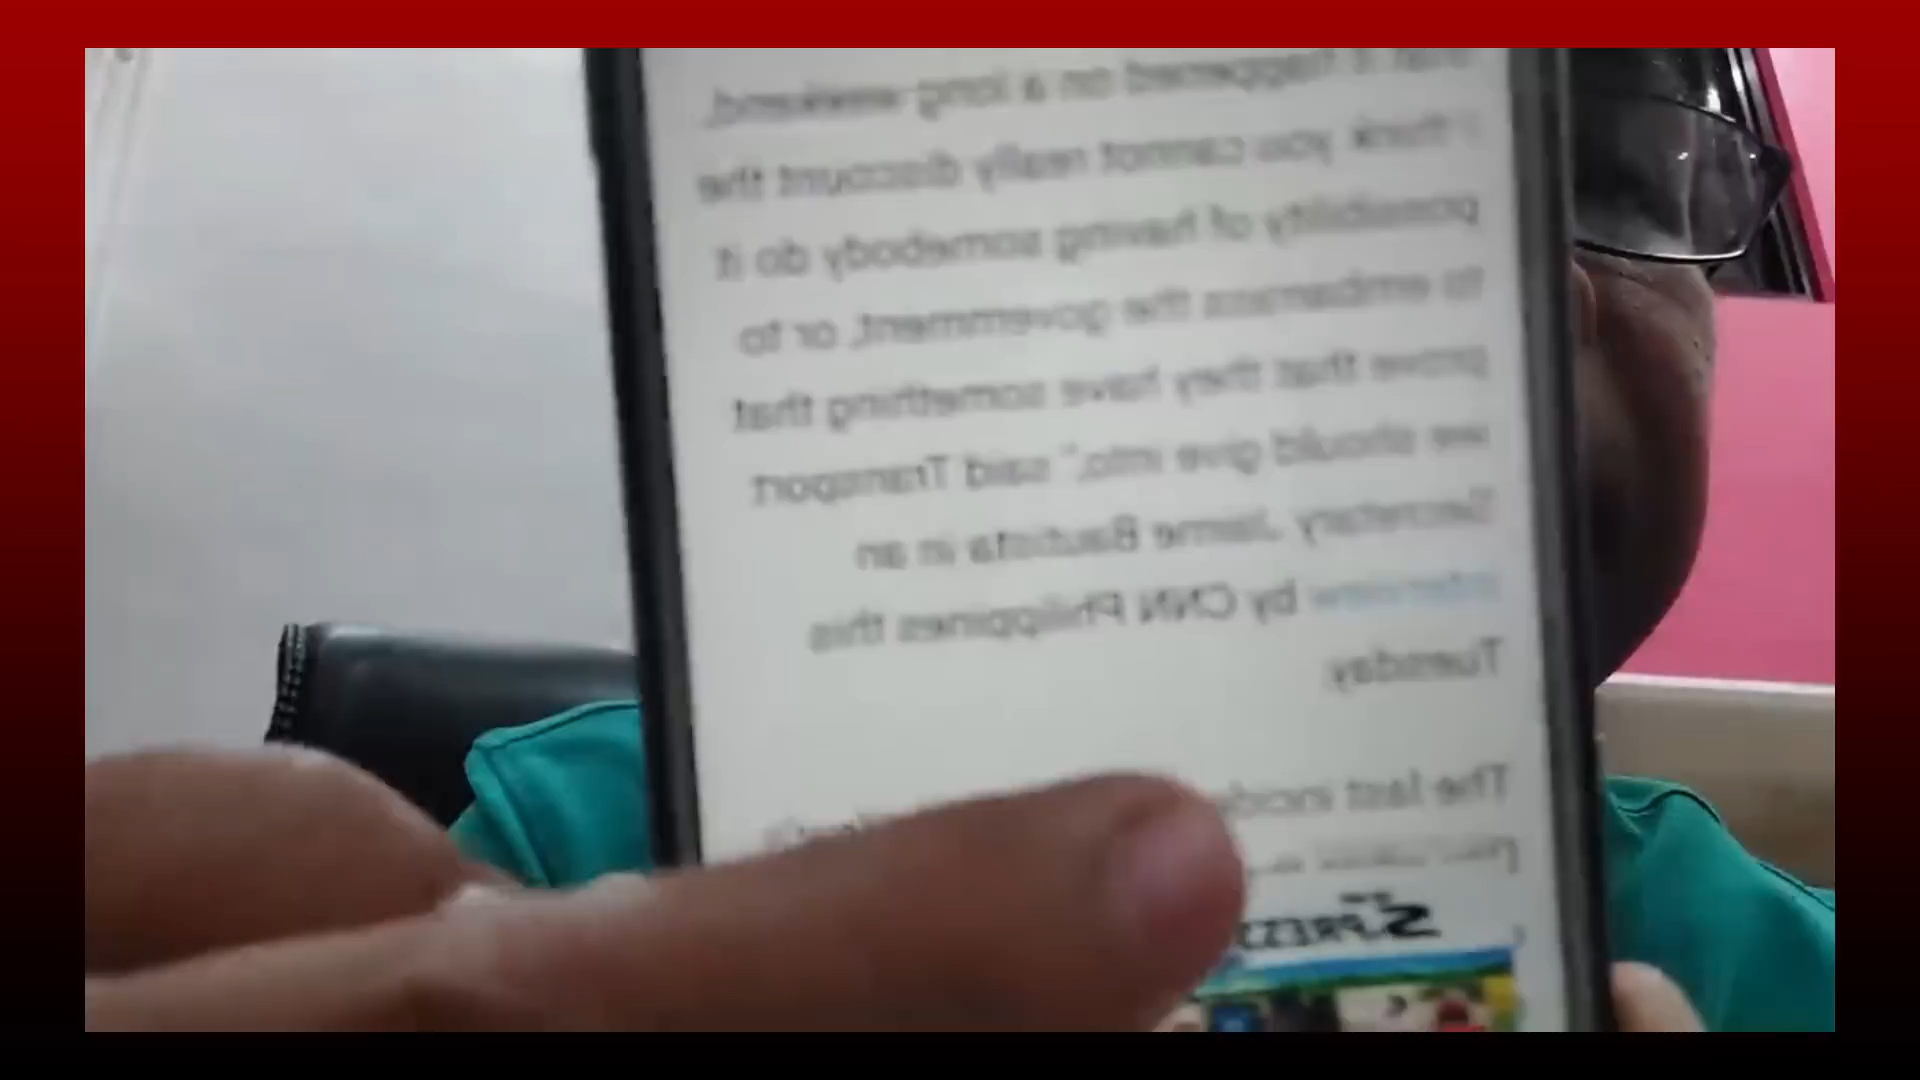 it happened on a long weekend,
I think you cannot really discount the
possibility of having somebody do it
to embarrass the government, or to
prove that they have something that
we should give into," said Transport
Secretary Jaime Bautista in an
interview by CNN Philippines this
Tuesday.
The last